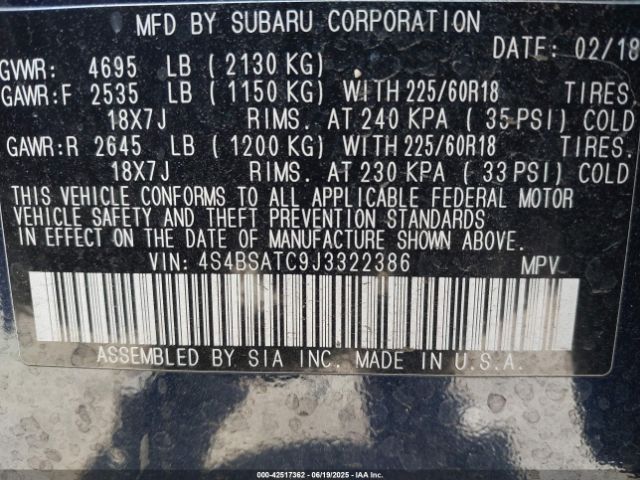 MFD BY SUBARU CORPORATION
DATE: 02/18
GVWR: 4695 LB ( 2130 KG)
GAWR:F 2535 LB ( 1150 KG) WITH 225/60R18 TIRES.
18X7J RIMS. AT 240 KPA ( 35 PSI) COLD
GAWR:R 2645 LB ( 1200 KG) WITH 225/60R18 TIRES.
18X7J RIMS. AT 230 KPA ( 33 PSI) COLD
THIS VEHICLE CONFORMS TO ALL APPLICABLE FEDERAL MOTOR
VEHICLE SAFETY AND THEFT PREVENTION STANDARDS
IN EFFECT ON THE DATE OF MANUFACTURE SHOWN ABOVE.
VIN: 4S4BSATC9J3322386 MPV
ASSEMBLED BY SIA INC. MADE IN U.S.A.
000-42517362 - 06/19/2025 - IAAI.COM